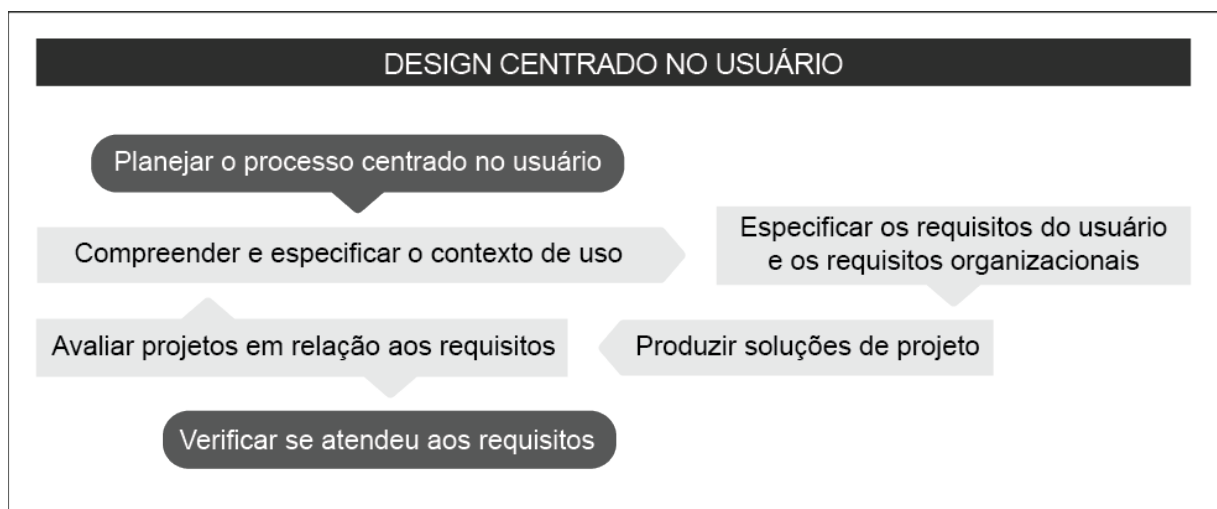 DESIGN CENTRADO NO USUÁRIO
Planejar o processo centrado no usuário
Compreender e especificar o contexto de uso
Especificar os requisitos do usuário
e os requisitos organizacionais
Produzir soluções de projeto
Avaliar projetos em relação aos requisitos
Verificar se atendeu aos requisitos